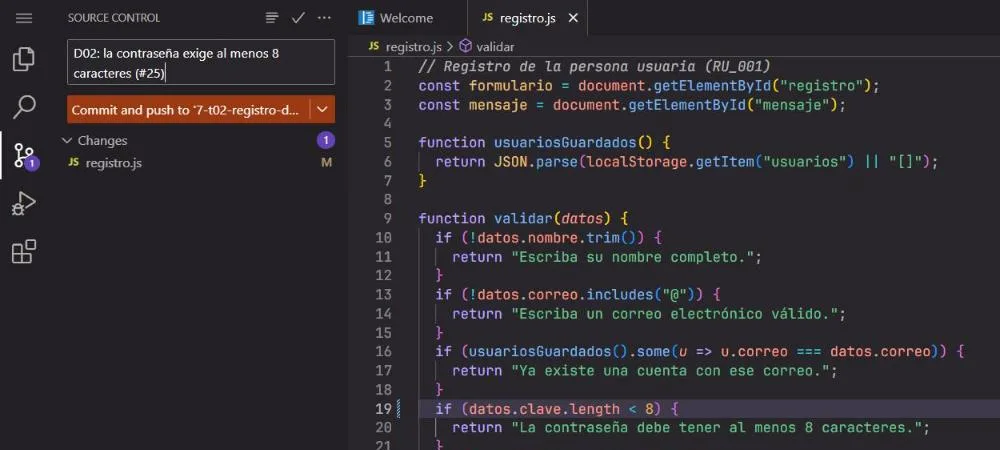 SOURCE CONTROL
D02: la contraseña exige al menos 8
caracteres (#25)
Commit and push to '7-t02-registro-d...
Changes
1
JS registro.js
M
1
Welcome
JS registro.js
JS registro.js > validar
1 // Registro de la persona usuaria (RU_001)
2 const formulario = document.getElementById("registro");
3 const mensaje = document.getElementById("mensaje");
4
5 function usuariosGuardados() {
6 return JSON.parse(localStorage.getItem("usuarios") || "[]");
7 }
8
9 function validar(datos) {
10 if (!datos.nombre.trim()) {
11 return "Escriba su nombre completo.";
12 }
13 if (!datos.correo.includes("@")) {
14 return "Escriba un correo electrónico válido.";
15 }
16 if (usuariosGuardados().some(u => u.correo === datos.correo)) {
17 return "Ya existe una cuenta con ese correo.";
18 }
19 if (datos.clave.length < 8) {
20 return "La contraseña debe tener al menos 8 caracteres.";
21 }